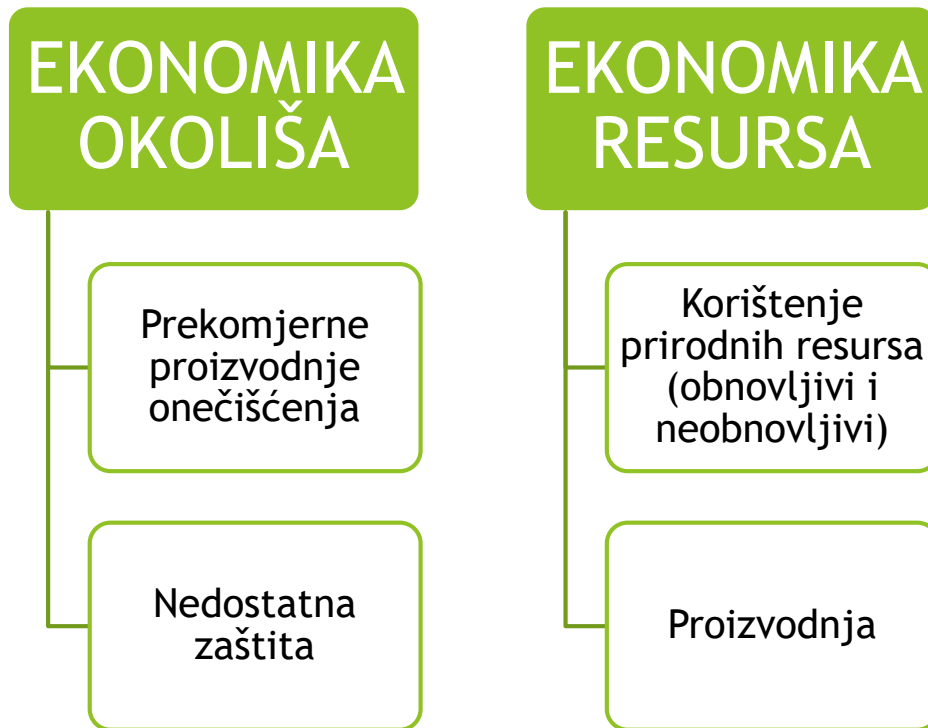 EKONOMIKA
OKOLIŠA
Prekomjerne
proizvodnje
onečišćenja
Nedostatna
zaštita
EKONOMIKA
RESURSA
Korištenje
prirodnih resursa
(obnovljivi i
neobnovljivi)
Proizvodnja